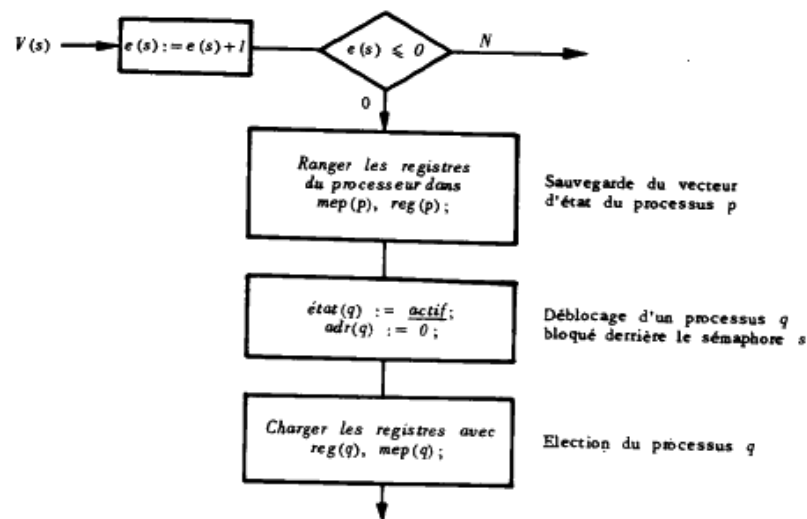 V(s)
e(s) := e(s)+1
e(s) ⩽ 0
N
0
Ranger les registres
du processeur dans
mep(p), reg(p);
Sauvegarde du vecteur
d'état du processus p
état(q) := actif;
adr(q) := 0;
Déblocage d'un processus q
bloqué derrière le sémaphore s
Charger les registres avec
reg(q), mep(q);
Election du processus q